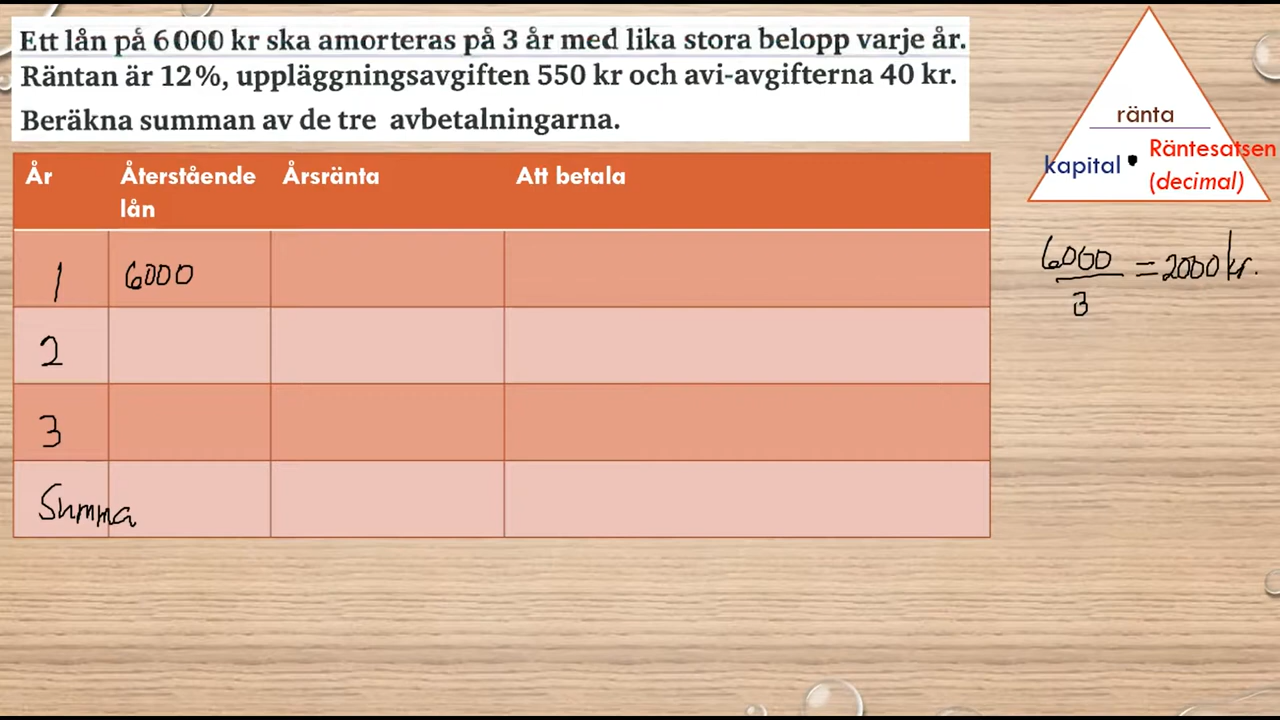 Ett lån på 6 000 kr ska amorteras på 3 år med lika stora belopp varje år.
Räntan är 12 %, uppläggningsavgiften 550 kr och avi-avgifterna 40 kr.
Beräkna summan av de tre avbetalningarna.
ränta
kapital • Räntesatsen
(decimal)
År Återstående lån Årsränta Att betala
1 6000
2
3
Summa
6000/3 = 2000 kr.